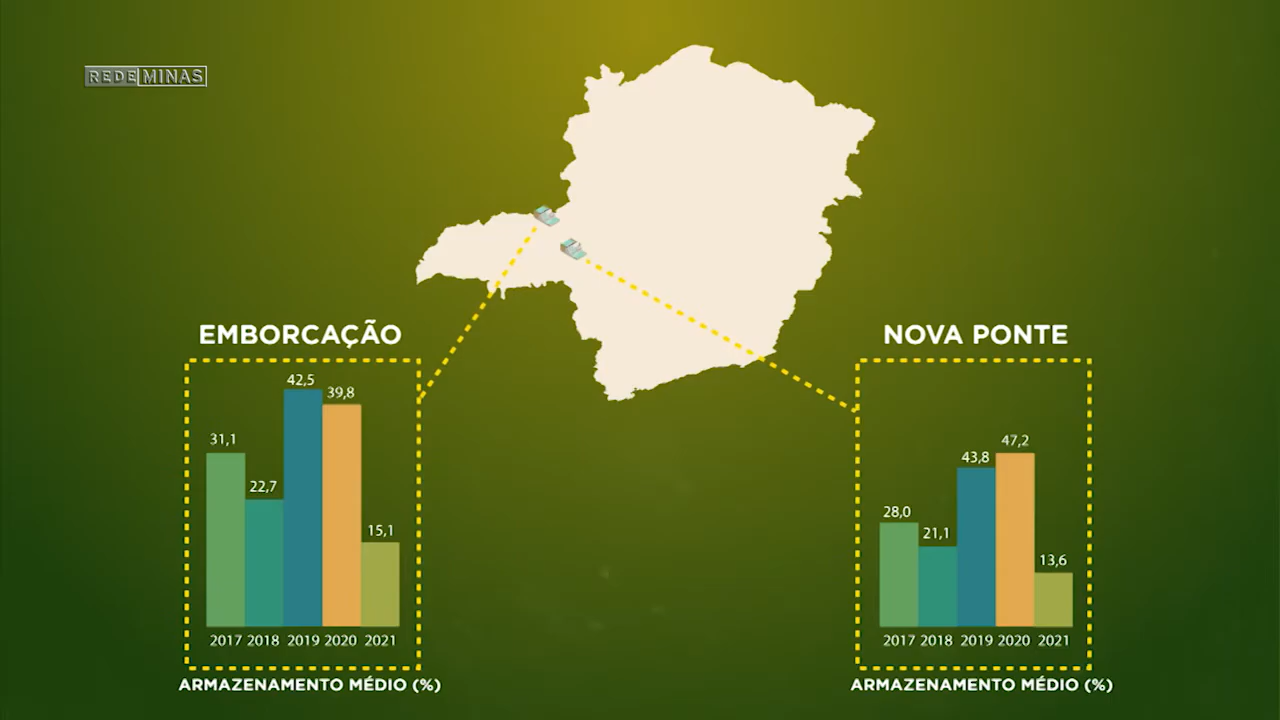 REDE MINAS
EMBORCAÇÃO
42,5
39,8
31,1
22,7
15,1
2017 2018 2019 2020 2021
ARMAZENAMENTO MÉDIO (%)
NOVA PONTE
47,2
43,8
28,0
21,1
13,6
2017 2018 2019 2020 2021
ARMAZENAMENTO MÉDIO (%)